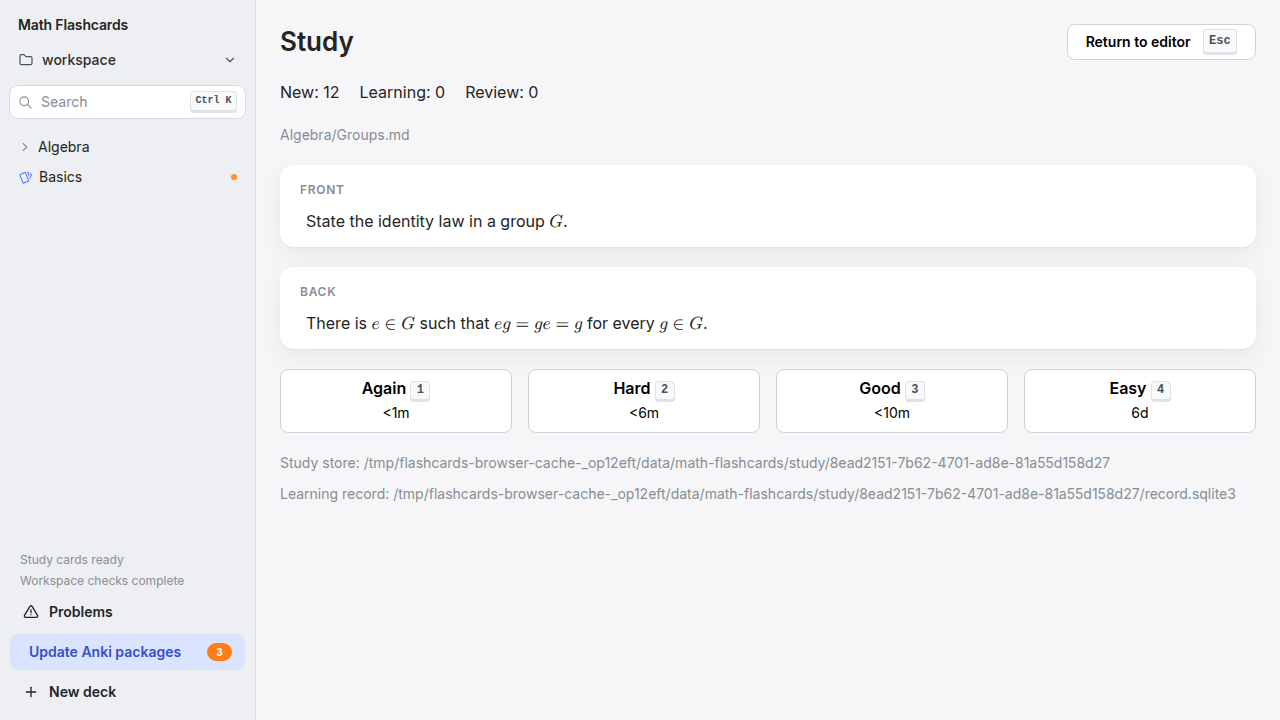 Math Flashcards
workspace
Search Ctrl K
Algebra
Basics
Study cards ready
Workspace checks complete
Problems
Update Anki packages 3
New deck
Study
Return to editor Esc
New: 12 Learning: 0 Review: 0
Algebra/Groups.md
FRONT
State the identity law in a group G.
BACK
There is e ∈ G such that eg = ge = g for every g ∈ G.
Again 1 Hard 2 Good 3 Easy 4
<1m <6m <10m 6d
Study store: /tmp/flashcards-browser-cache-_op12eft/data/math-flashcards/study/8ead2151-7b62-4701-ad8e-81a55d158d27
Learning record: /tmp/flashcards-browser-cache-_op12eft/data/math-flashcards/study/8ead2151-7b62-4701-ad8e-81a55d158d27/record.sqlite3